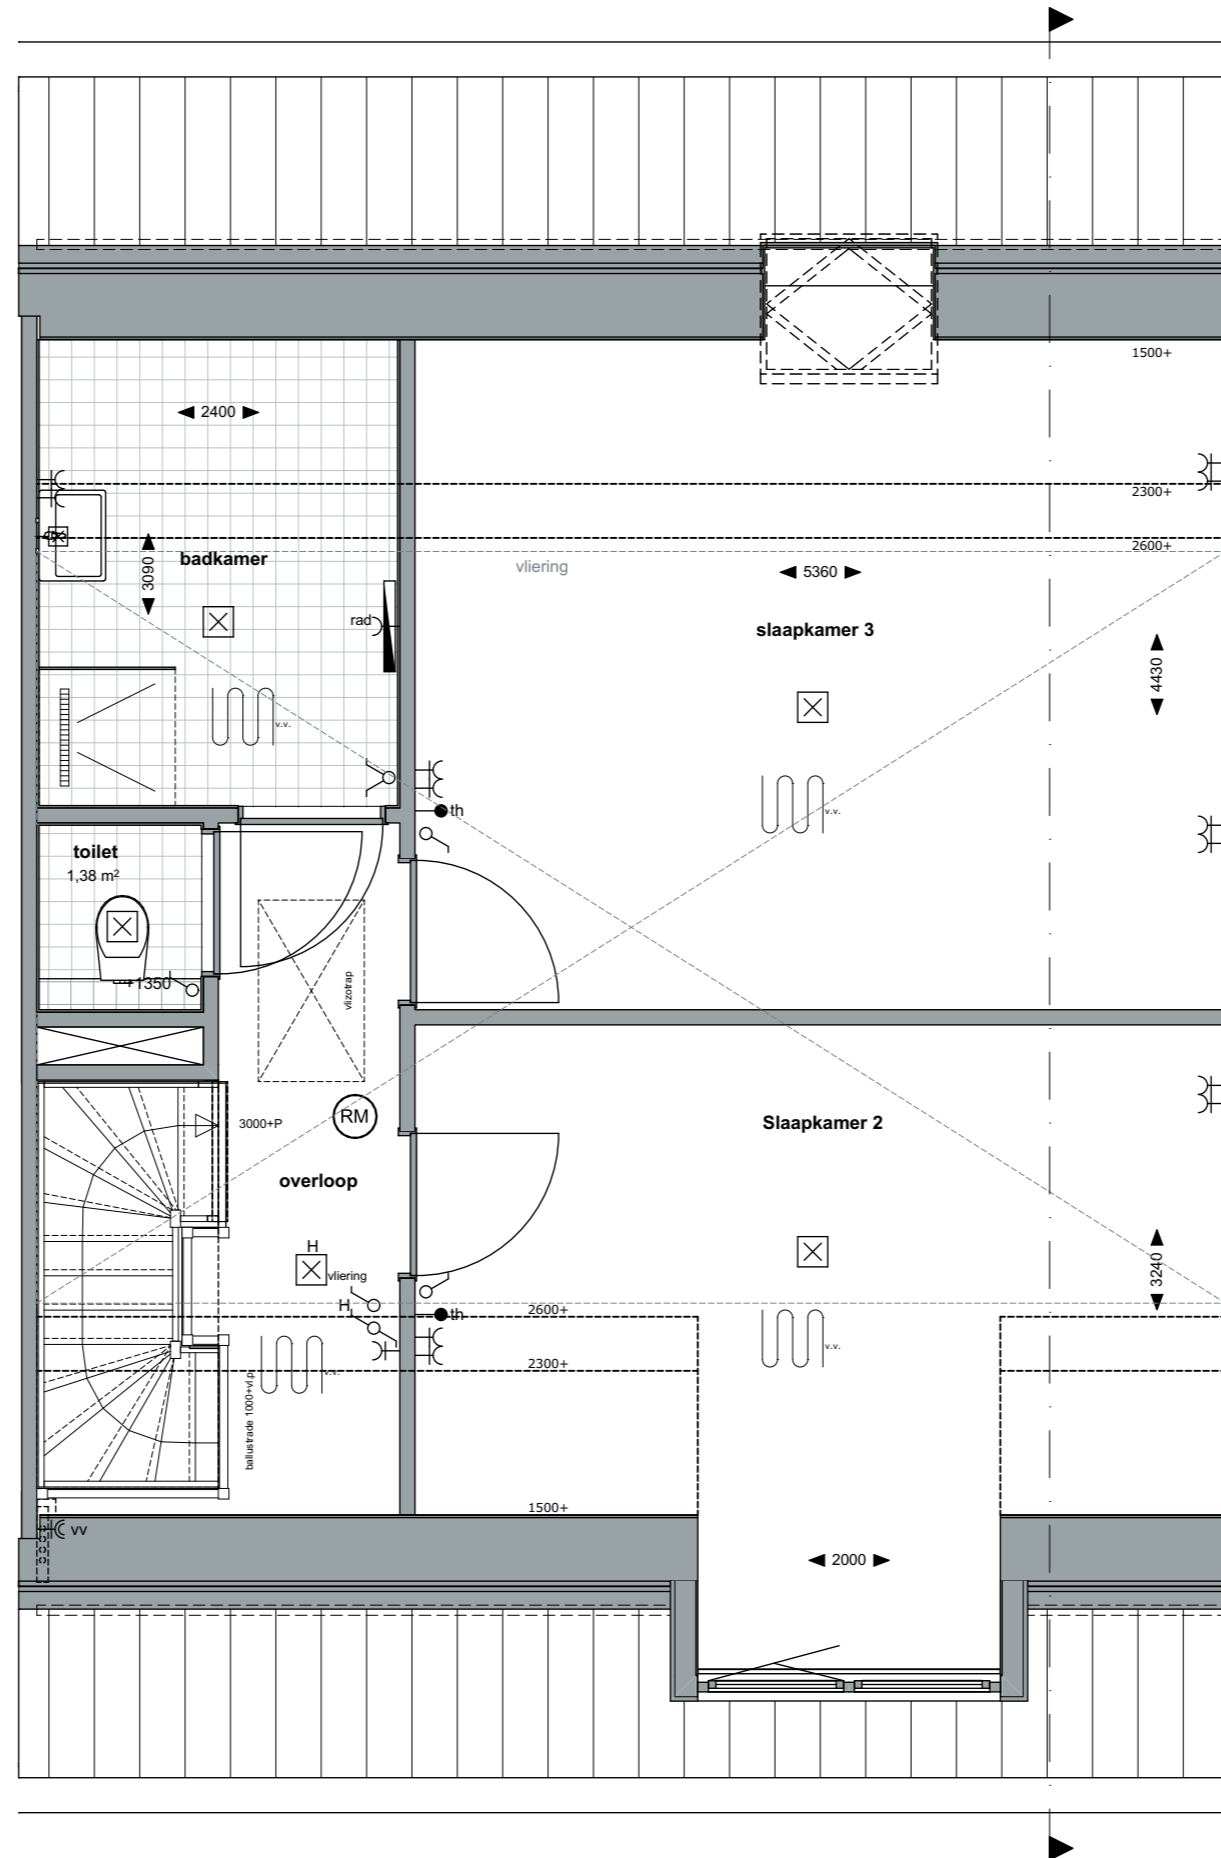 1500+
2400
2300+
2600+
3090
badkamer
vliering
5360
slaapkamer 3
rad
4430
v.v.
v.v.
th
toilet
1,38 m²
+1350
vlizotrap
RM
3000+P
Slaapkamer 2
overloop
H
vliering
3240
H
2600+
th
2300+
v.v.
v.v.
ballustrade 1000+vl.p
1500+
vv
2000